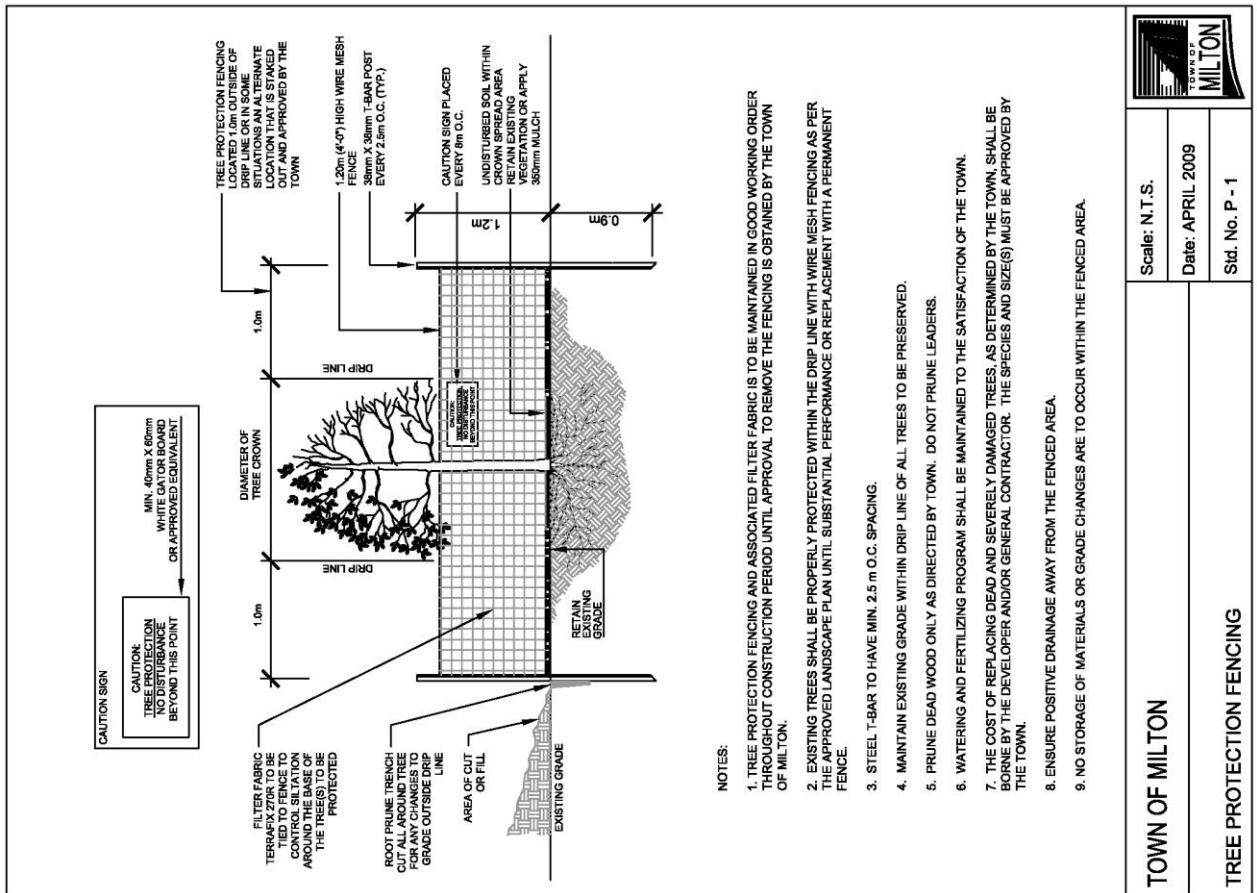 CAUTION SIGN
CAUTION:
TREE PROTECTION
NO DISTURBANCE
BEYOND THIS POINT
MIN. 40mm X 60mm
WHITE GATOR BOARD
OR APPROVED EQUIVALENT
FILTER FABRIC
TERRAFIX 270R TO BE
TIED TO FENCE TO
CONTROL SILTATION
AROUND THE BASE OF
THE TREE(S) TO BE
PROTECTED
ROOT PRUNE TRENCH
CUT ALL AROUND TREE
FOR ANY CHANGES TO
GRADE OUTSIDE DRIP
LINE
AREA OF CUT
OR FILL
EXISTING GRADE
1.0m
DRIP LINE
DIAMETER OF
TREE CROWN
DRIP LINE
1.0m
CAUTION:
TREE PROTECTION
NO DISTURBANCE
BEYOND THIS POINT
RETAIN
EXISTING
GRADE
1.2m
0.9m
TREE PROTECTION FENCING
LOCATED 1.0m OUTSIDE OF
DRIP LINE OR IN SOME
SITUATIONS AN ALTERNATE
LOCATION THAT IS STAKED
OUT AND APPROVED BY THE
TOWN
1.20m (4'-0") HIGH WIRE MESH
FENCE
38mm X 38mm T-BAR POST
EVERY 2.5m O.C. (TYP.)
CAUTION SIGN PLACED
EVERY 8m O.C.
UNDISTURBED SOIL WITHIN
CROWN SPREAD AREA
RETAIN EXISTING
VEGETATION OR APPLY
350mm MULCH
NOTES:
1. TREE PROTECTION FENCING AND ASSOCIATED FILTER FABRIC IS TO BE MAINTAINED IN GOOD WORKING ORDER
THROUGHOUT CONSTRUCTION PERIOD UNTIL APPROVAL TO REMOVE THE FENCING IS OBTAINED BY THE TOWN
OF MILTON.
2. EXISTING TREES SHALL BE PROPERLY PROTECTED WITHIN THE DRIP LINE WITH WIRE MESH FENCING AS PER
THE APPROVED LANDSCAPE PLAN UNTIL SUBSTANTIAL PERFORMANCE OR REPLACEMENT WITH A PERMANENT
FENCE.
3. STEEL T-BAR TO HAVE MIN. 2.5 m O.C. SPACING.
4. MAINTAIN EXISTING GRADE WITHIN DRIP LINE OF ALL TREES TO BE PRESERVED.
5. PRUNE DEAD WOOD ONLY AS DIRECTED BY TOWN. DO NOT PRUNE LEADERS.
6. WATERING AND FERTILIZING PROGRAM SHALL BE MAINTAINED TO THE SATISFACTION OF THE TOWN.
7. THE COST OF REPLACING DEAD AND SEVERELY DAMAGED TREES, AS DETERMINED BY THE TOWN, SHALL BE
BORNE BY THE DEVELOPER AND/OR GENERAL CONTRACTOR. THE SPECIES AND SIZE(S) MUST BE APPROVED BY
THE TOWN.
8. ENSURE POSITIVE DRAINAGE AWAY FROM THE FENCED AREA.
9. NO STORAGE OF MATERIALS OR GRADE CHANGES ARE TO OCCUR WITHIN THE FENCED AREA.
TOWN OF MILTON
TREE PROTECTION FENCING
Scale: N.T.S.
Date: APRIL 2009
Std. No. P - 1
TOWN OF
MILTON